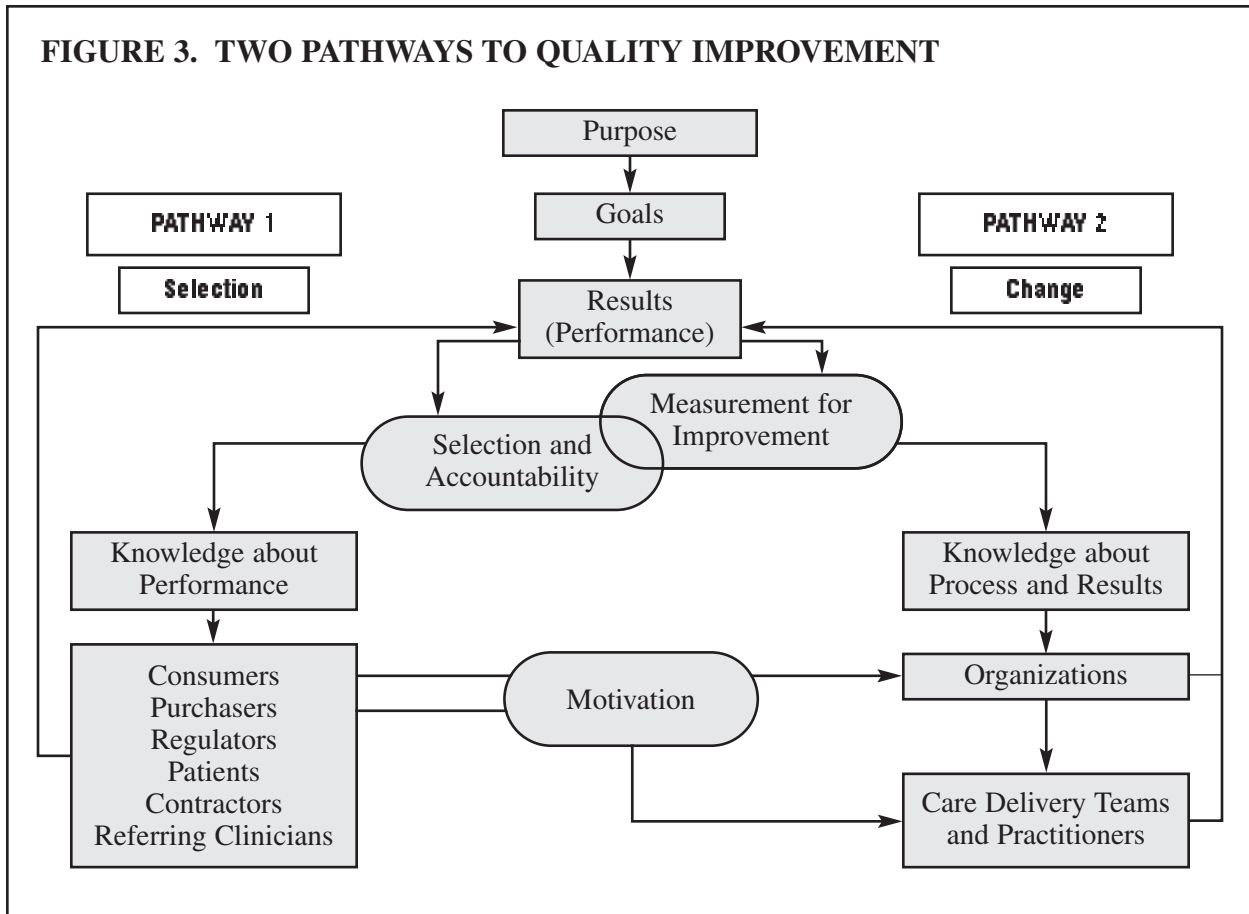 FIGURE 3. TWO PATHWAYS TO QUALITY IMPROVEMENT
Purpose
Goals
PATHWAY 1
Selection
PATHWAY 2
Change
Results
(Performance)
Measurement for
Improvement
Selection and
Accountability
Knowledge about
Performance
Knowledge about
Process and Results
Consumers
Purchasers
Regulators
Patients
Contractors
Referring Clinicians
Motivation
Organizations
Care Delivery Teams
and Practitioners